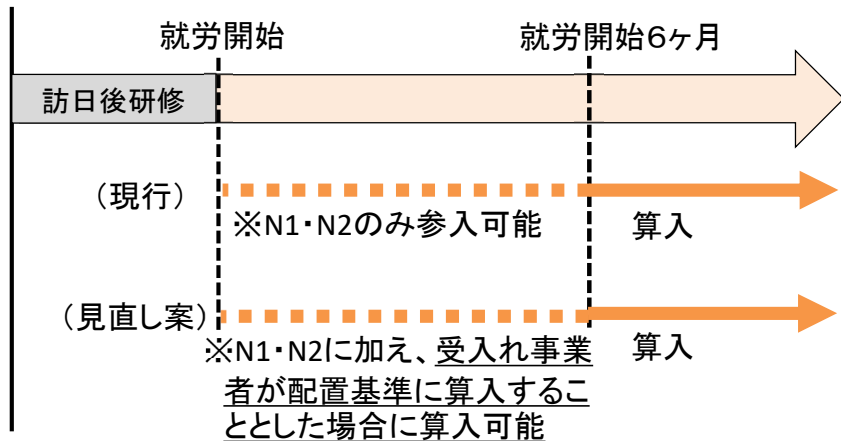 就労開始
就労開始６ヶ月
訪日後研修
（現行）
※N1・N2のみ参入可能
算入
（見直し案）
※N1・N2に加え、受入れ事業
者が配置基準に算入するこ
ととした場合に算入可能
算入